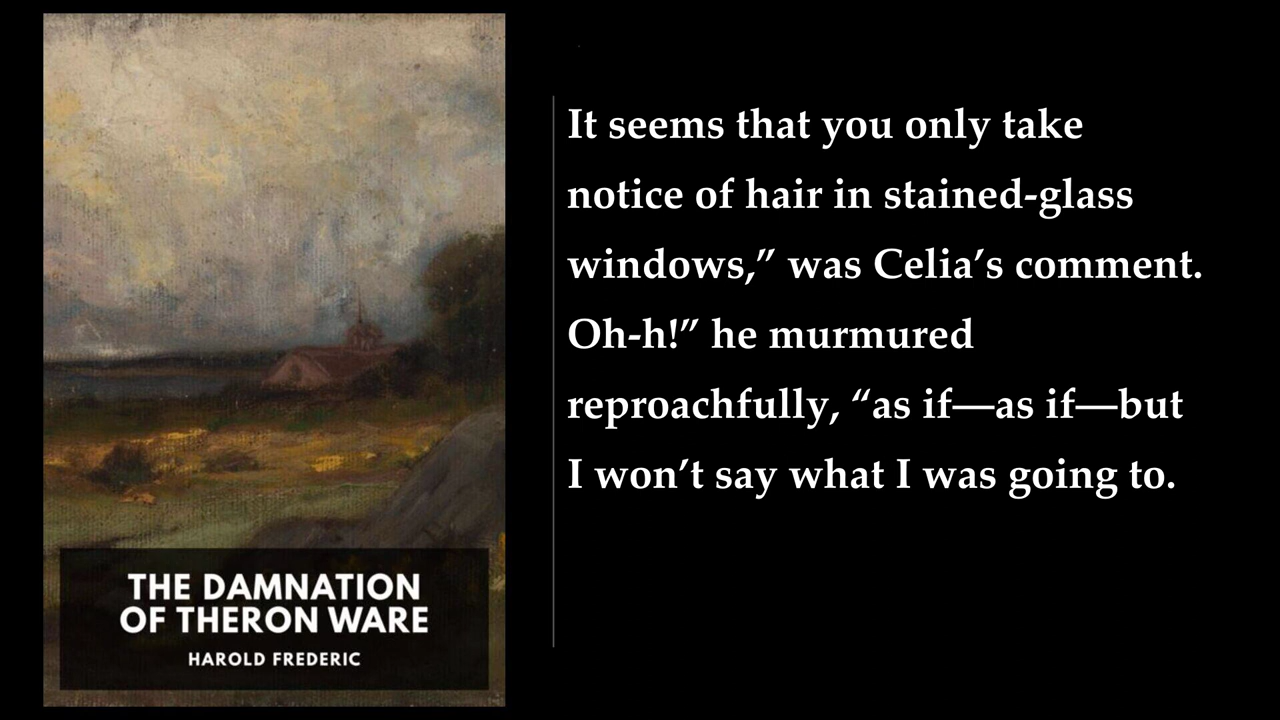 It seems that you only take
notice of hair in stained-glass
windows,” was Celia’s comment.
Oh-h!” he murmured
reproachfully, “as if—as if—but
I won’t say what I was going to.
THE DAMNATION
OF THERON WARE
HAROLD FREDERIC